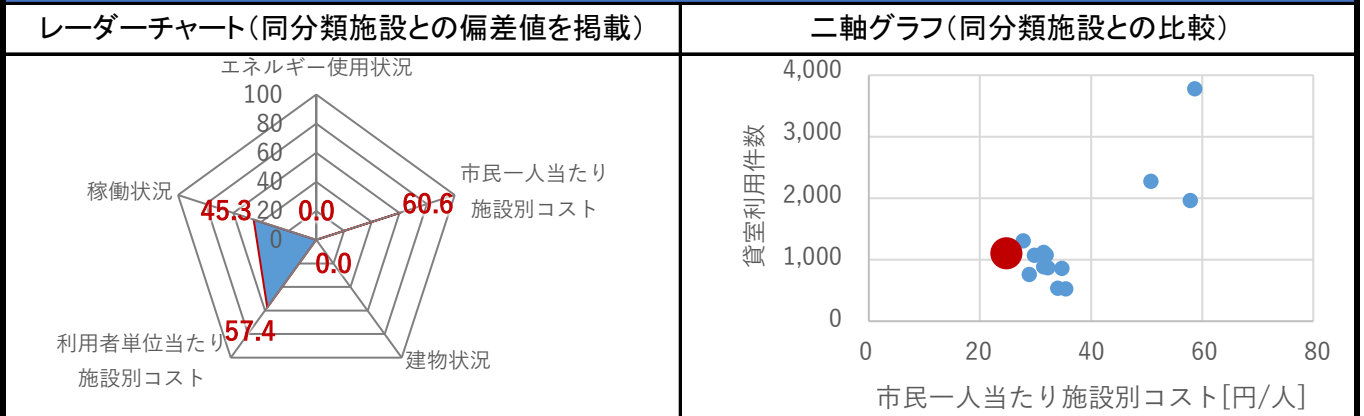 レーダーチャート（同分類施設との偏差値を掲載）
二軸グラフ（同分類施設との比較）
エネルギー使用状況
100
80
60
40
20
0
市民一人当たり
施設別コスト
稼働状況
45.3
0.0
60.6
0.0
57.4
利用者単位当たり
施設別コスト
建物状況
4,000
3,000
2,000
1,000
0
貸室利用件数
0
20
40
60
80
市民一人当たり施設別コスト[円/人]